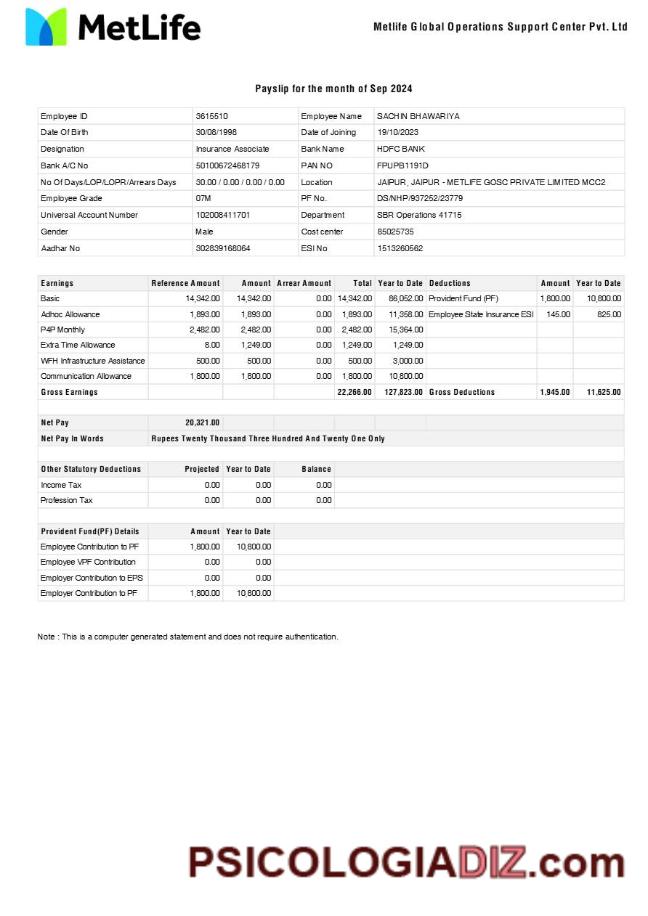 MetLife
Metlife Global Operations Support Center Pvt. Ltd
Payslip for the month of Sep 2024
Employee ID 3615510 Employee Name SACHIN BHAWARIYA
Date Of Birth 30/08/1998 Date of Joining 19/10/2023
Designation Insurance Associate Bank Name HDFC BANK
Bank A/C No 50100672468179 PAN NO FPUPB1191D
No Of Days/LOP/LOPR/Arrears Days 30.00 / 0.00 / 0.00 / 0.00 Location JAIPUR, JAIPUR - METLIFE GOSC PRIVATE LIMITED MCC2
Employee Grade 07M PF No. DS/NHP/937252/23779
Universal Account Number 102008411701 Department SBR Operations 41715
Gender Male Cost center 85025735
Aadhar No 302839168064 ESI No 1513260562
Earnings Reference Amount Amount Arrear Amount Total Year to Date Deductions Amount Year to Date
Basic 14,342.00 14,342.00 0.00 14,342.00 86,052.00 Provident Fund (PF) 1,800.00 10,800.00
Adhoc Allowance 1,893.00 1,893.00 0.00 1,893.00 11,358.00 Employee State Insurance ESI 145.00 825.00
P4P Monthly 2,482.00 2,482.00 0.00 2,482.00 15,364.00
Extra Time Allowance 8.00 1,249.00 0.00 1,249.00 1,249.00
WFH Infrastructure Assistance 500.00 500.00 0.00 500.00 3,000.00
Communication Allowance 1,800.00 1,800.00 0.00 1,800.00 10,800.00
Gross Earnings 22,266.00 127,823.00 Gross Deductions 1,945.00 11,625.00
Net Pay 20,321.00
Net Pay In Words Rupees Twenty Thousand Three Hundred And Twenty One Only
Other Statutory Deductions Projected Year to Date Balance
Income Tax 0.00 0.00 0.00
Profession Tax 0.00 0.00 0.00
Provident Fund(PF) Details Amount Year to Date
Employee Contribution to PF 1,800.00 10,800.00
Employee VPF Contribution 0.00 0.00
Employer Contribution to EPS 0.00 0.00
Employer Contribution to PF 1,800.00 10,800.00
Note : This is a computer generated statement and does not require authentication.
PSICOLOGIADIZ.com